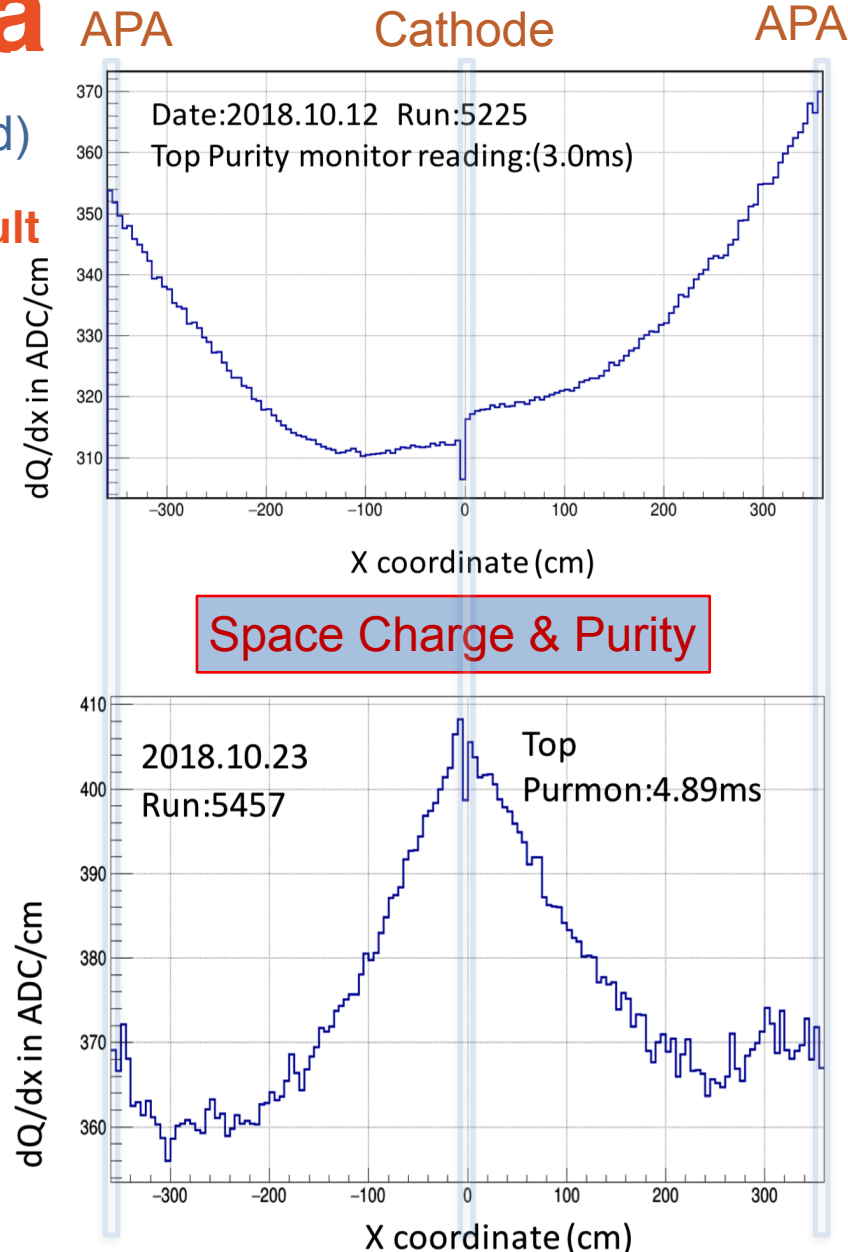 a
APA Cathode APA
d)
ult
Date:2018.10.12 Run:5225
Top Purity monitor reading:(3.0ms)
dQ/dx in ADC/cm
370
360
350
340
330
320
310
−300 −200 −100 0 100 200 300
X coordinate (cm)
Space Charge & Purity
2018.10.23
Run:5457
Top
Purmon:4.89ms
dQ/dx in ADC/cm
410
400
390
380
370
360
−300 −200 −100 0 100 200 300
X coordinate (cm)